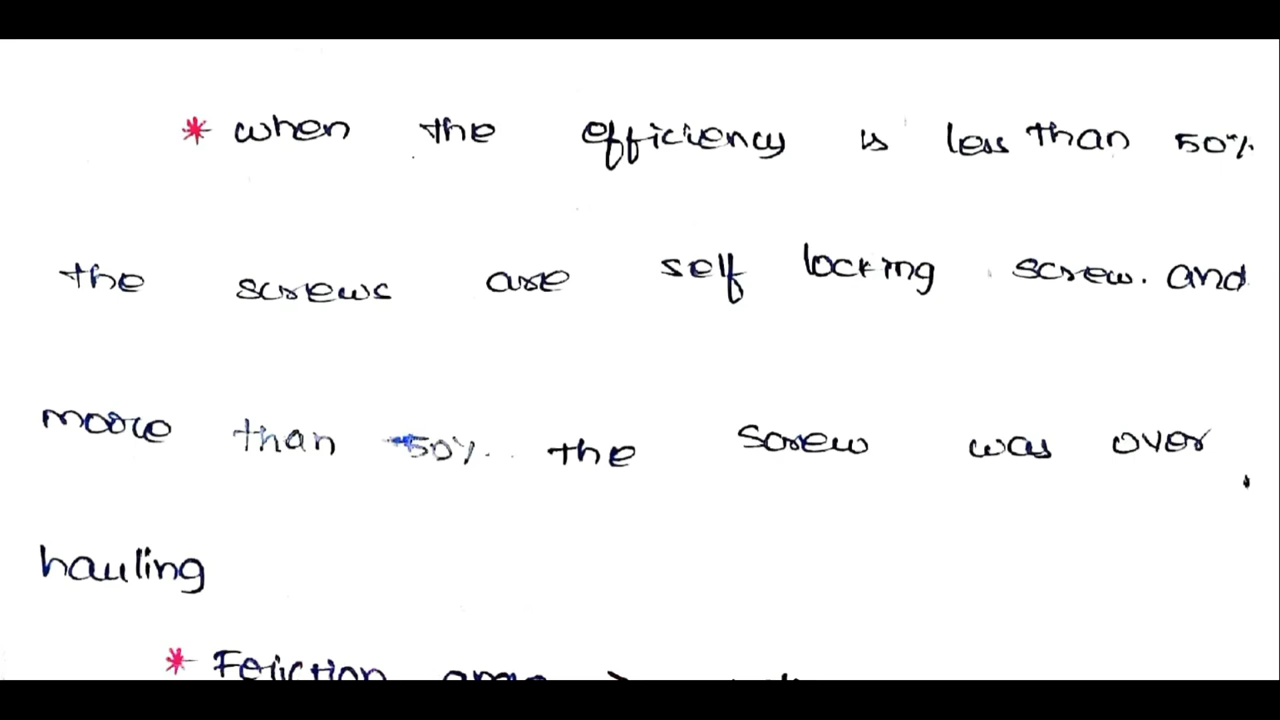 * when the efficiency is less than 50%
the screws are self locking screw. and
more than 50%. the screw was over
hauling
* Friction